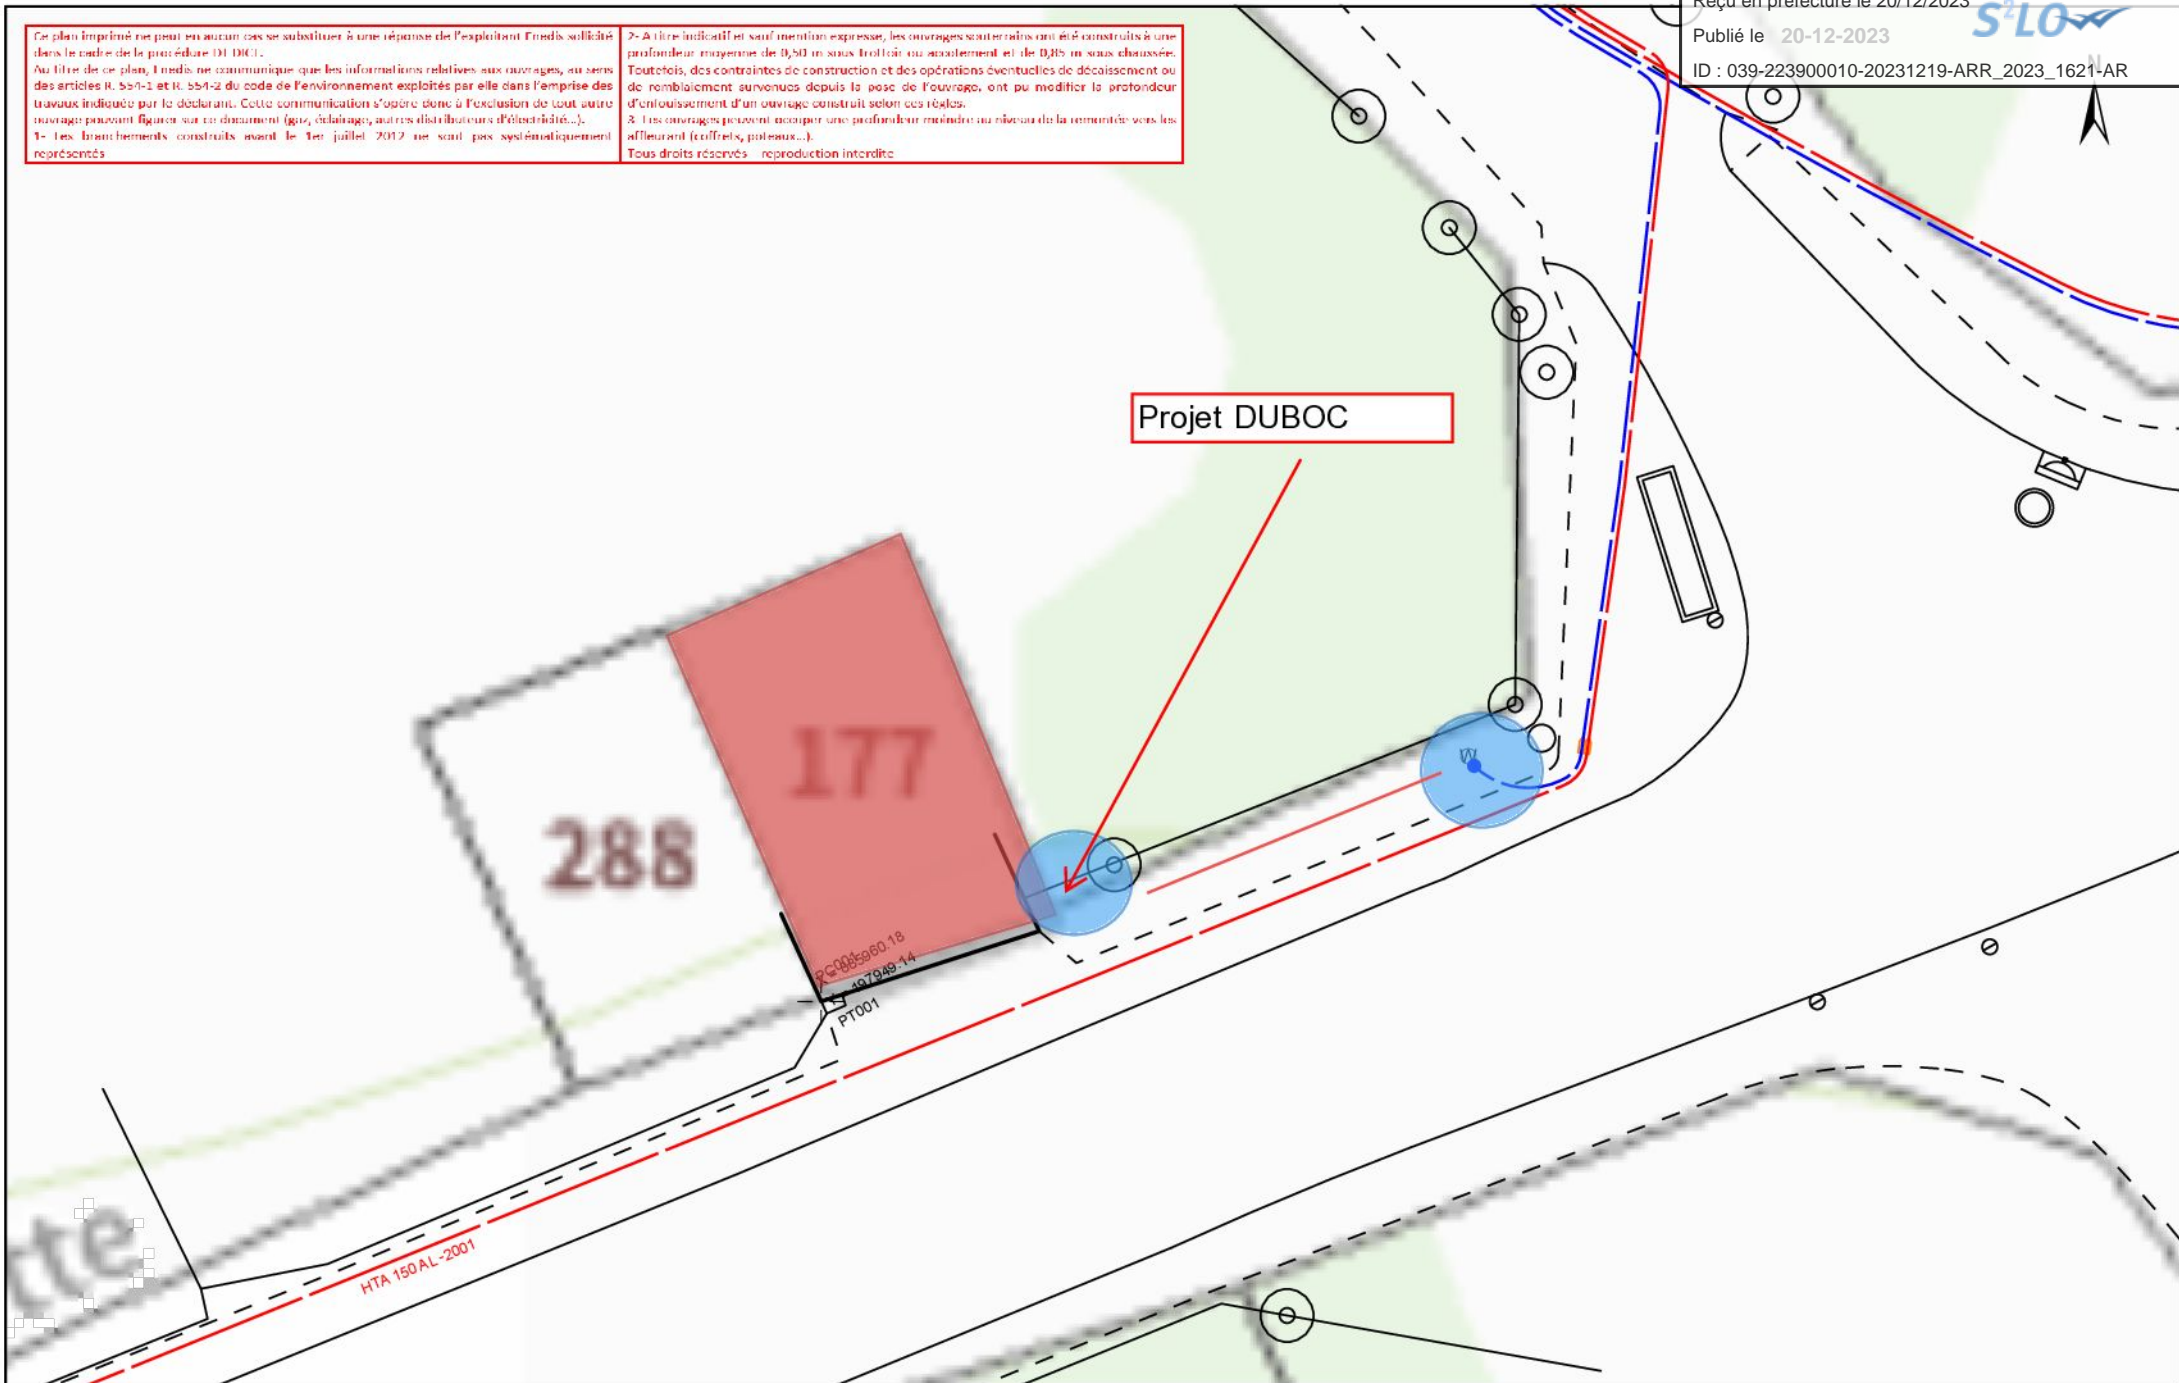 Ce plan imprimé ne peut en aucun cas se substituer à une réponse de l'exploitant Enedis sollicité
dans le cadre de la procédure DT DICT.
Au titre de ce plan, Enedis ne communique que les informations relatives aux ouvrages, au sens
des articles R. 554-1 et R. 554-2 du code de l'environnement exploités par elle dans l'emprise des
travaux indiquée par le déclarant. Cette communication s'opère donc à l'exclusion de tout autre
ouvrage pouvant figurer sur ce document (gaz, éclairage, autres distributeurs d'électricité...).
1- Les branchements construits avant le 1er juillet 2012 ne sont pas systématiquement
représentés
2- A titre indicatif et sauf mention expresse, les ouvrages souterrains ont été construits à une
profondeur moyenne de 0,50 m sous trottoir ou accotement et de 0,85 m sous chaussée.
Toutefois, des contraintes de construction et des opérations éventuelles de décaissement ou
de remblaiement survenues depuis la pose de l'ouvrage, ont pu modifier la profondeur
d'enfouissement d'un ouvrage construit selon ces règles.
3- Les ouvrages peuvent occuper une profondeur moindre au niveau de la remontée vers les
affleurant (coffrets, poteaux...).
Tous droits réservés reproduction interdite
Reçu en préfecture le 20/12/2023
Publié le 20-12-2023
S²LO
ID : 039-223900010-20231219-ARR_2023_1621-AR
N
Projet DUBOC
177
288
PC001
PT001
HTA 150 AL -2001
tte